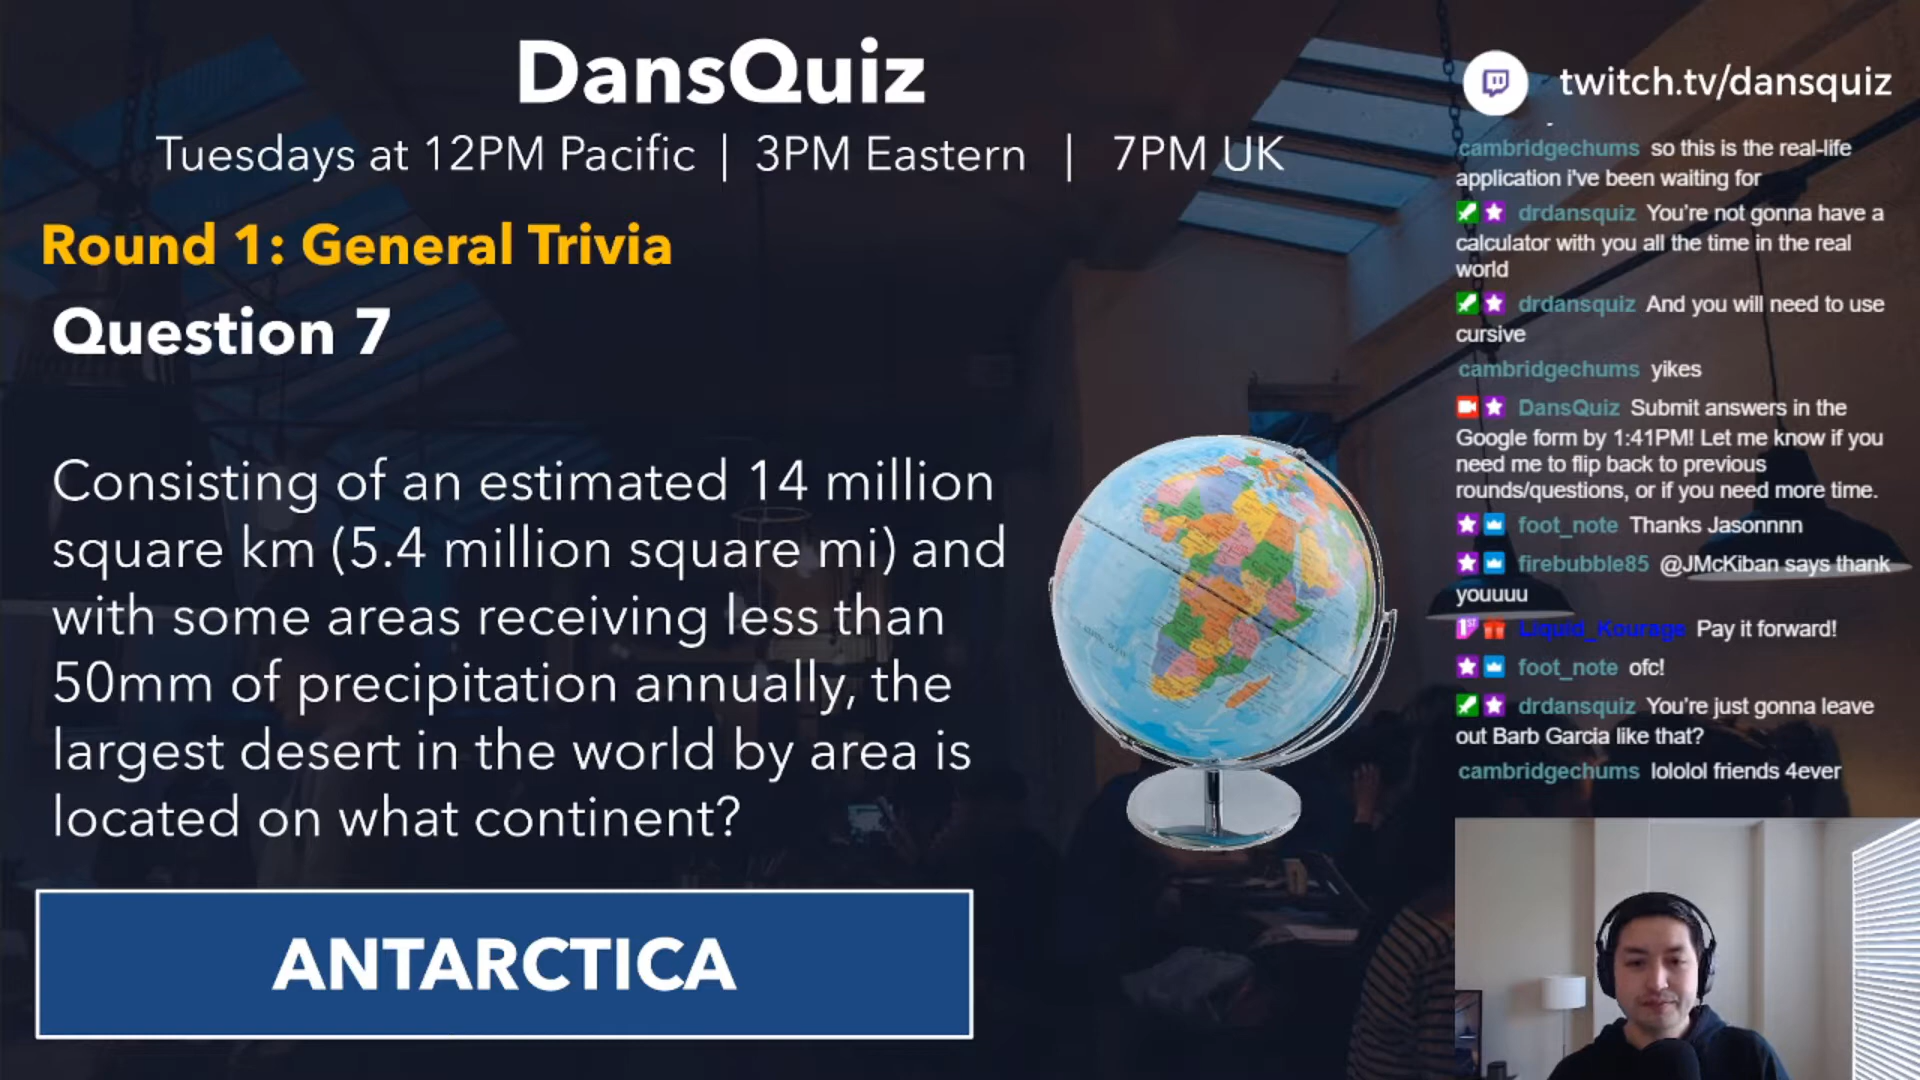 DansQuiz
Tuesdays at 12PM Pacific | 3PM Eastern | 7PM UK
Round 1: General Trivia
Question 7
Consisting of an estimated 14 million
square km (5.4 million square mi) and
with some areas receiving less than
50mm of precipitation annually, the
largest desert in the world by area is
located on what continent?
ANTARCTICA
twitch.tv/dansquiz
cambridgechums so this is the real-life
application i've been waiting for
drdansquiz You're not gonna have a
calculator with you all the time in the real
world
drdansquiz And you will need to use
cursive
cambridgechums yikes
DansQuiz Submit answers in the
Google form by 1:41PM! Let me know if you
need me to flip back to previous
rounds/questions, or if you need more time.
foot_note Thanks Jasonnnn
firebubble85 @JMcKiban says thank
youuuu
1ST Liquid_Kourage Pay it forward!
foot_note ofc!
drdansquiz You're just gonna leave
out Barb Garcia like that?
cambridgechums lololol friends 4ever